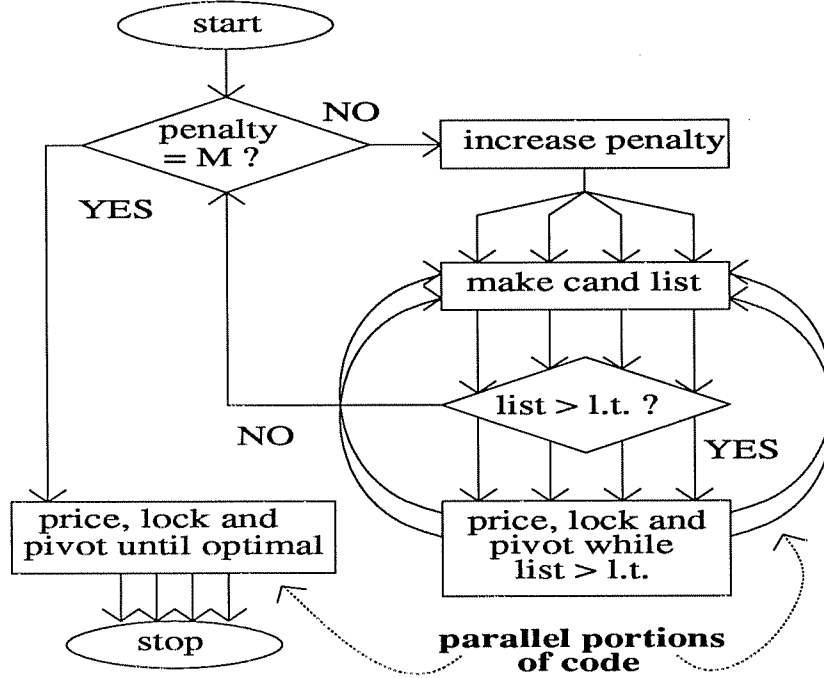 start
penalty
= M ?
NO
increase penalty
YES
make cand list
list > l.t. ?
NO
YES
price, lock and
pivot until optimal
price, lock and
pivot while
list > l.t.
stop
parallel portions
of code